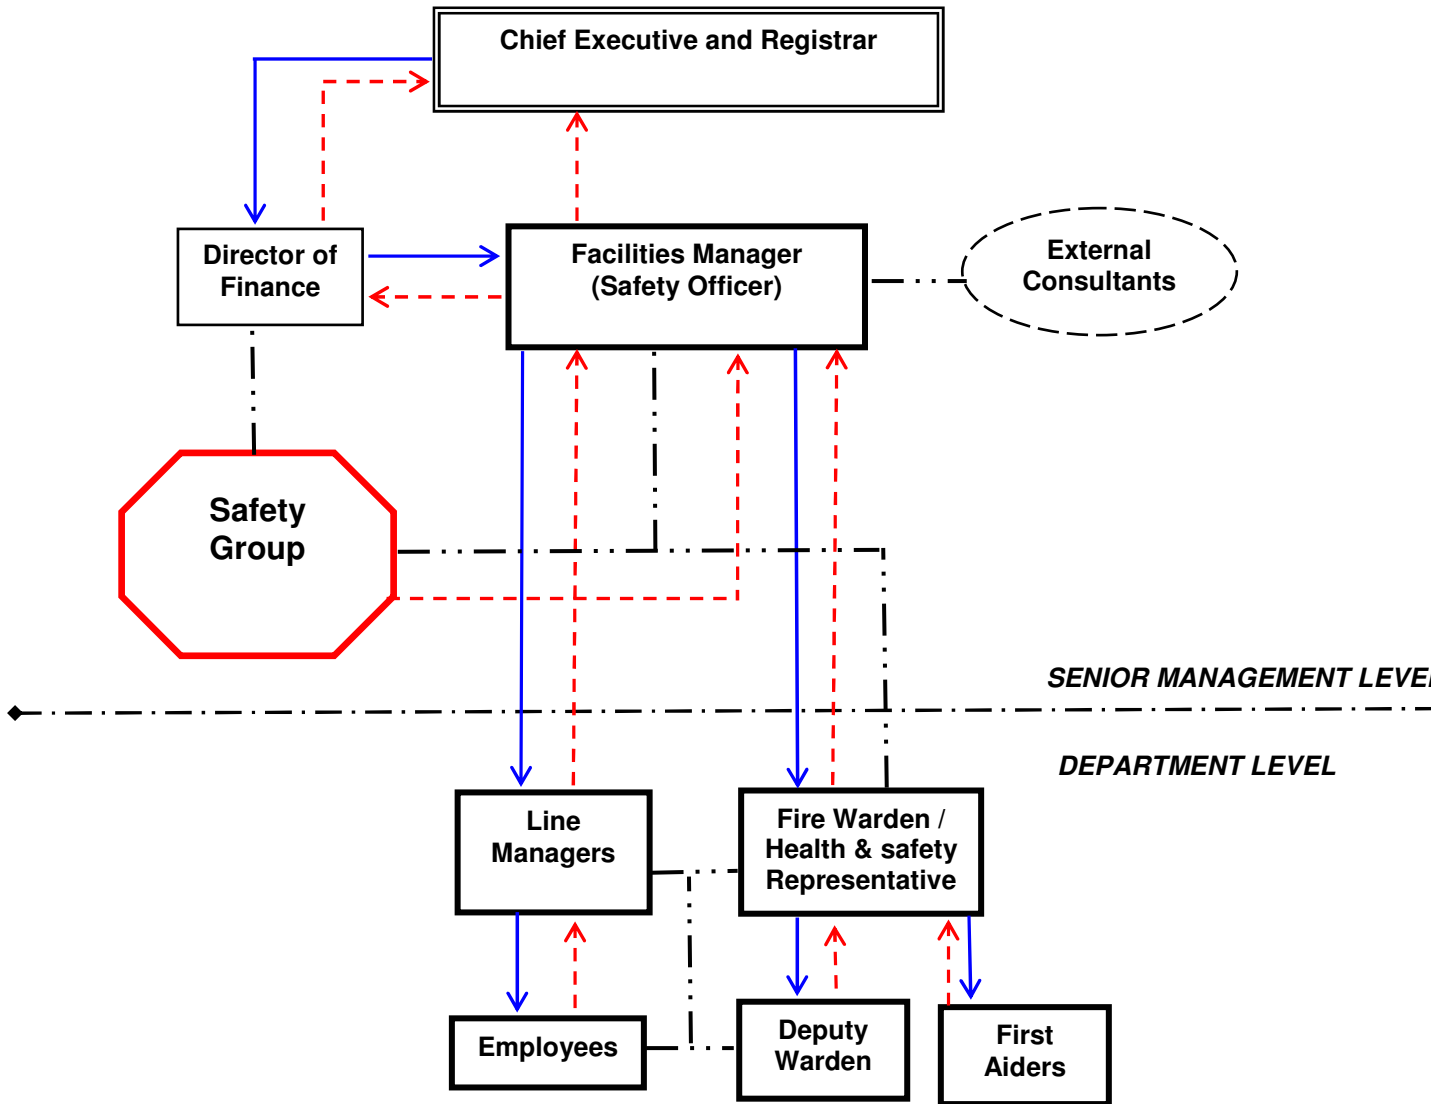 Chief Executive and Registrar
Director of
Finance
Facilities Manager
(Safety Officer)
External
Consultants
Safety
Group
SENIOR MANAGEMENT LEVEL
DEPARTMENT LEVEL
Line
Managers
Fire Warden /
Health & safety
Representative
Employees
Deputy
Warden
First
Aiders